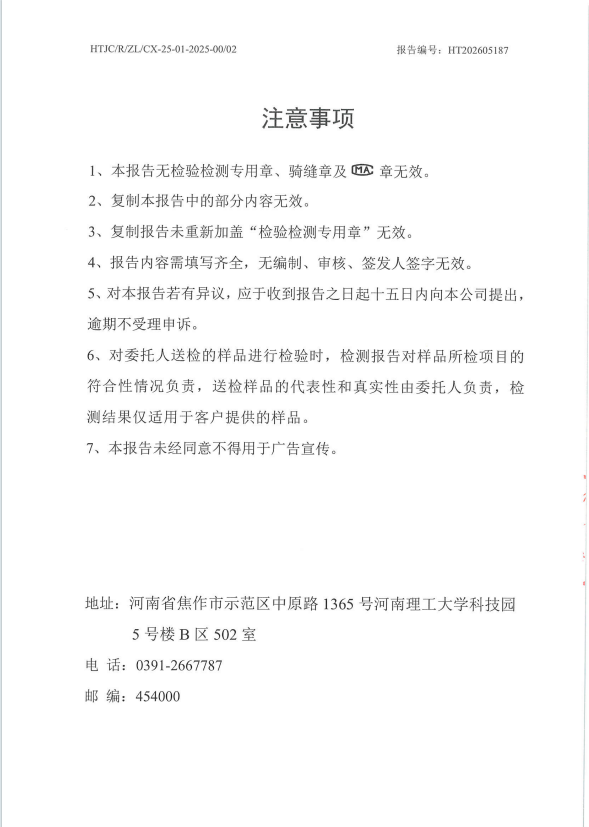 HTJC/R/ZL/CX-25-01-2025-00/02
报告编号：HT202605187
注意事项
1、本报告无检验检测专用章、骑缝章及 MA 章无效。
2、复制本报告中的部分内容无效。
3、复制报告未重新加盖“检验检测专用章”无效。
4、报告内容需填写齐全，无编制、审核、签发人签字无效。
5、对本报告若有异议，应于收到报告之日起十五日内向本公司提出，
逾期不受理申诉。
6、对委托人送检的样品进行检验时，检测报告对样品所检项目的
符合性情况负责，送检样品的代表性和真实性由委托人负责，检
测结果仅适用于客户提供的样品。
7、本报告未经同意不得用于广告宣传。
地址：河南省焦作市示范区中原路 1365 号河南理工大学科技园
5 号楼 B 区 502 室
电 话：0391-2667787
邮 编：454000